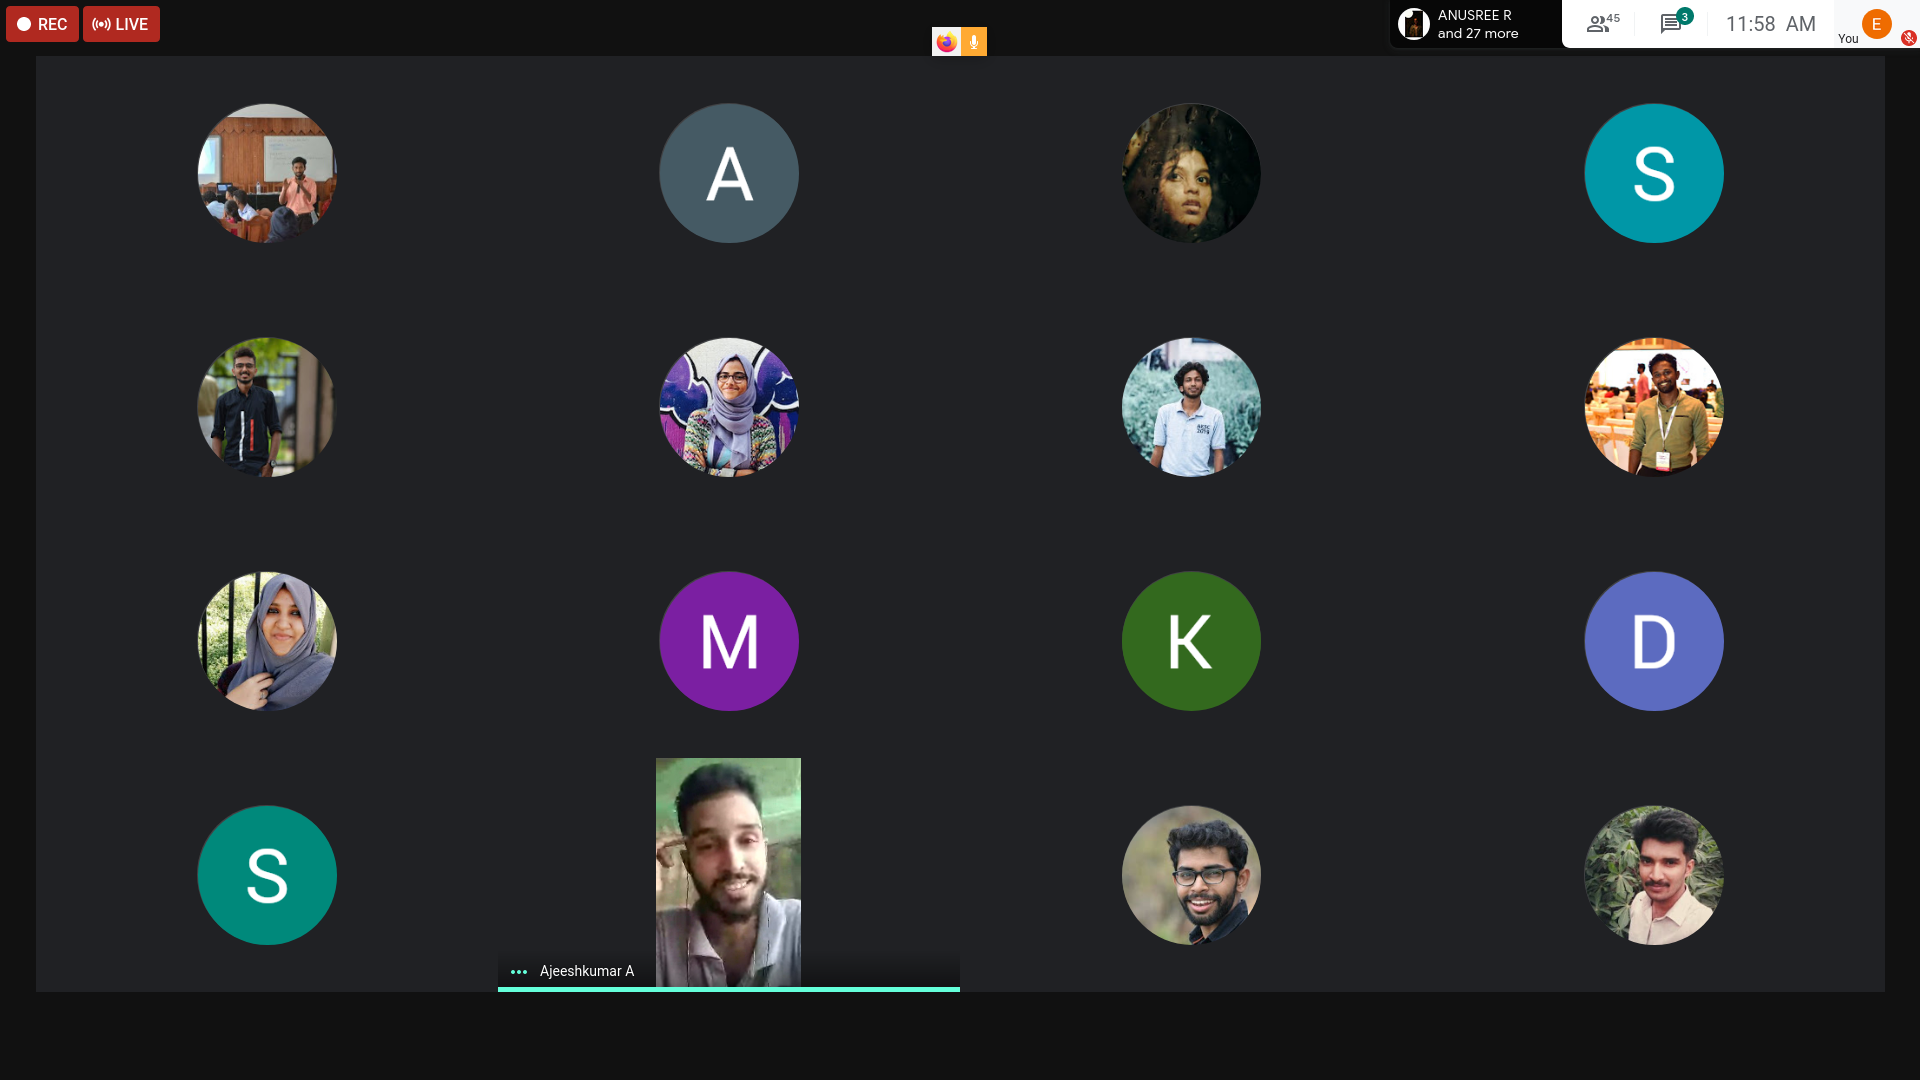 REC
LIVE
ANUSREE R
and 27 more
45
3
11:58 AM
You
E
A
S
M
K
D
S
Ajeeshkumar A